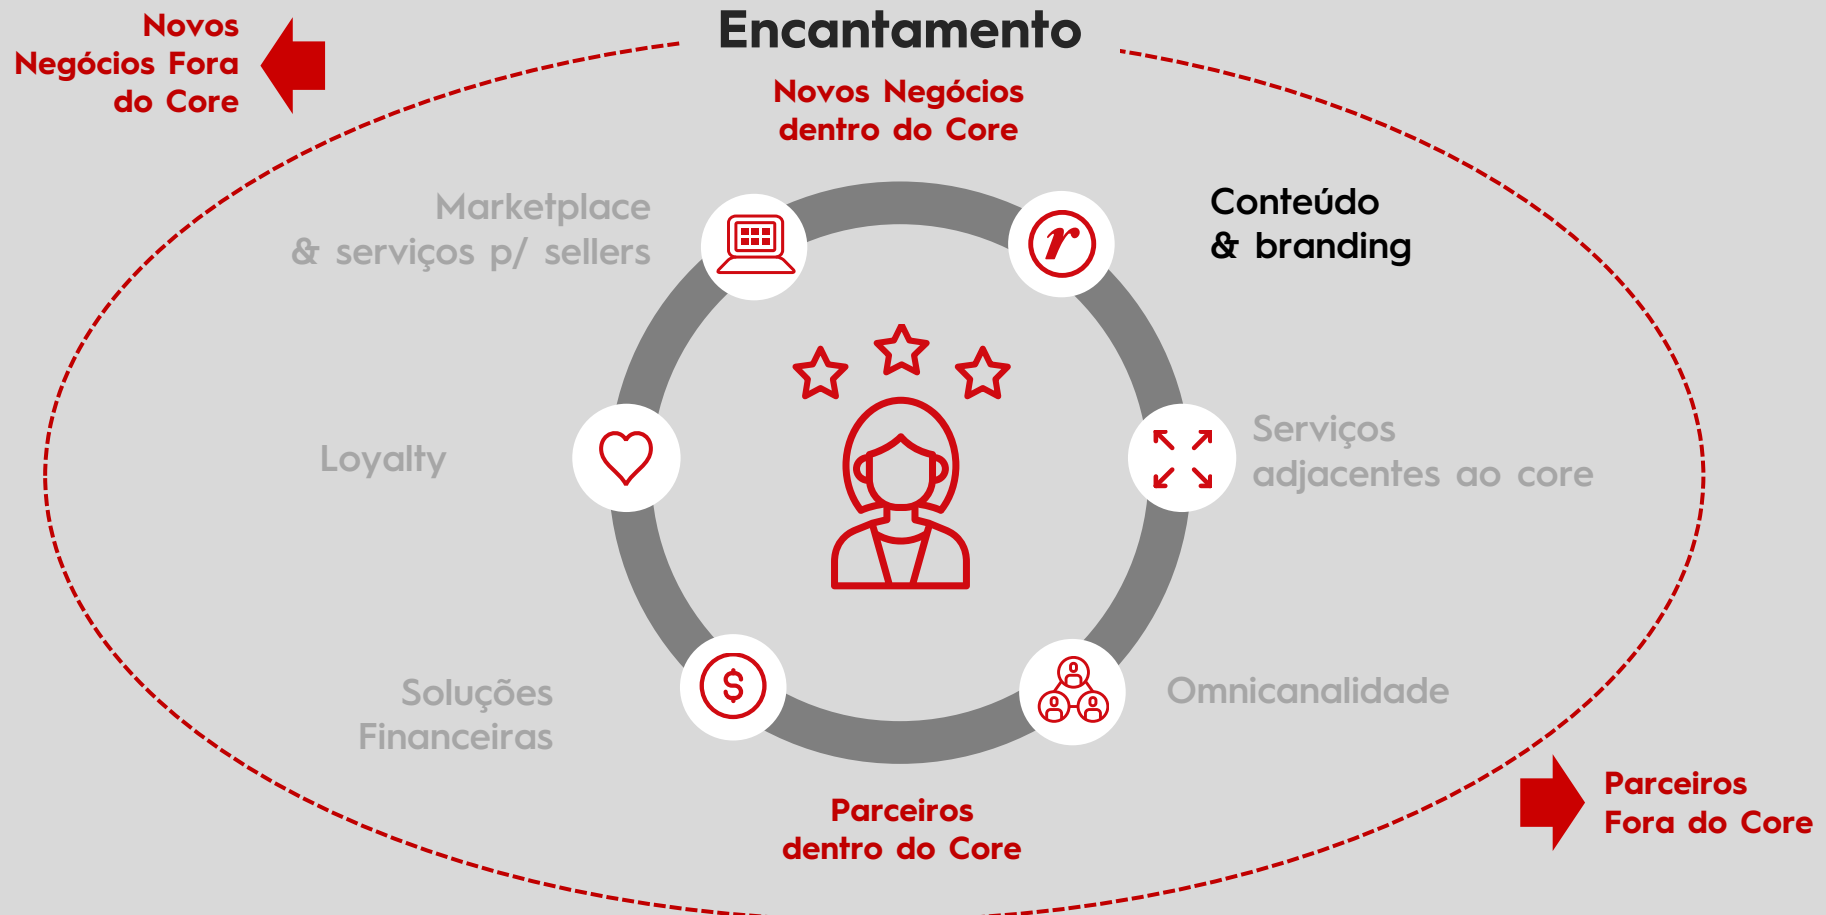 Encantamento
Novos
Negócios Fora
do Core
Novos Negócios
dentro do Core
Marketplace
& serviços p/ sellers
r
Conteúdo
& branding
Loyalty
Serviços
adjacentes ao core
$
Soluções
Financeiras
Omnicanalidade
Parceiros
dentro do Core
Parceiros
Fora do Core